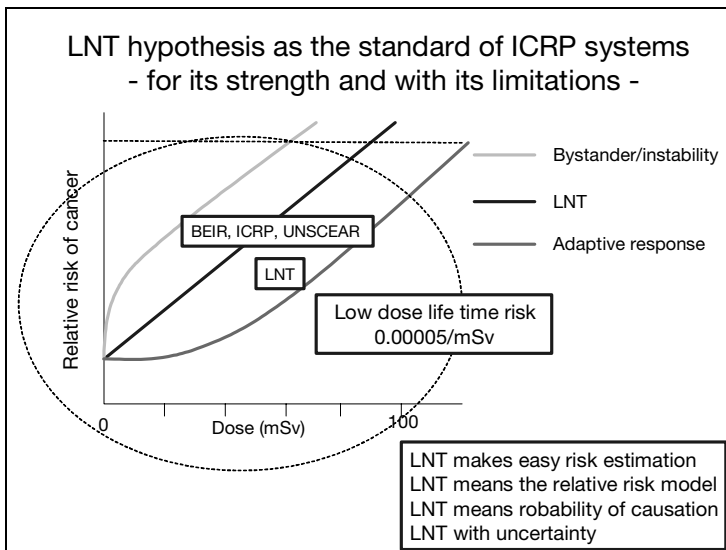 LNT hypothesis as the standard of ICRP systems
- for its strength and with its limitations -
Relative risk of cancer
Bystander/instability
LNT
Adaptive response
BEIR, ICRP, UNSCEAR
LNT
Low dose life time risk
0.00005/mSv
0
Dose (mSv)
100
LNT makes easy risk estimation
LNT means the relative risk model
LNT means robability of causation
LNT with uncertainty